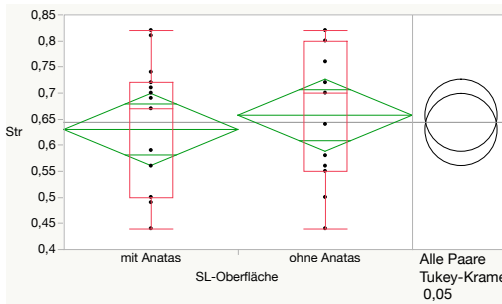 0,85
0,8
0,75
0,7
0,65
Str
0,6
0,55
0,5
0,45
0,4
mit Anatas
ohne Anatas
SL-Oberfläche
Alle Paare
Tukey-Krame
0,05